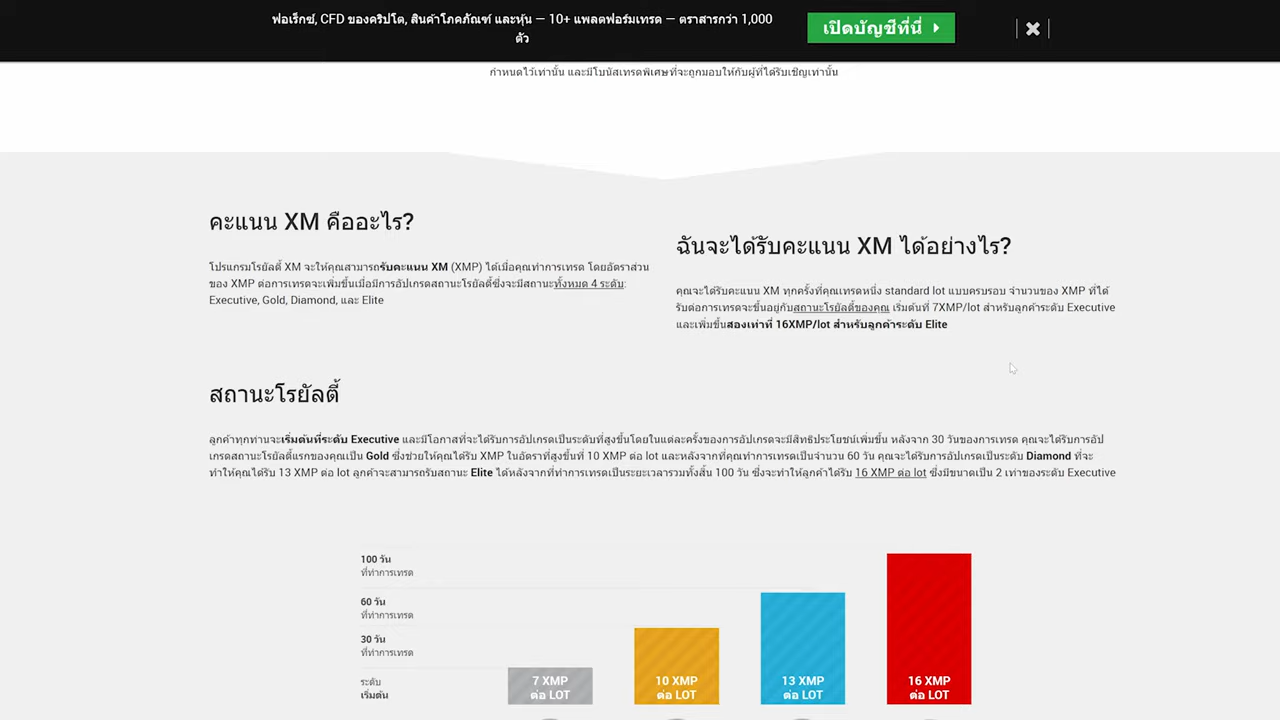 ฟอเร็กซ์, CFD ของคริปโต, สินค้าโภคภัณฑ์ และหุ้น — 10+ แพลตฟอร์มเทรด — ตราสารกว่า 1,000
ตัว
เปิดบัญชีที่นี่
กำหนดไว้เท่านั้น และมีโบนัสเทรดพิเศษที่จะถูกมอบให้กับผู้ที่ได้รับเชิญเท่านั้น
คะแนน XM คืออะไร?
โปรแกรมโรยัลตี้ XM จะให้คุณสามารถรับคะแนน XM (XMP) ได้เมื่อคุณทำการเทรด โดยอัตราส่วน
ของ XMP ต่อการเทรดจะเพิ่มขึ้นเมื่อมีการอัปเกรดสถานะโรยัลตี้ซึ่งจะมีสถานะทั้งหมด 4 ระดับ:
Executive, Gold, Diamond, และ Elite
ฉันจะได้รับคะแนน XM ได้อย่างไร?
คุณจะได้รับคะแนน XM ทุกครั้งที่คุณเทรดหนึ่ง standard lot แบบครบรอบ จำนวนของ XMP ที่ได้
รับต่อการเทรดจะขึ้นอยู่กับสถานะโรยัลตี้ของคุณ เริ่มต้นที่ 7XMP/lot สำหรับลูกค้าระดับ Executive
และเพิ่มขึ้นสองเท่าที่ 16XMP/lot สำหรับลูกค้าระดับ Elite
สถานะโรยัลตี้
ลูกค้าทุกท่านจะเริ่มต้นที่ระดับ Executive และมีโอกาสที่จะได้รับการอัปเกรดเป็นระดับที่สูงขึ้นโดยในแต่ละครั้งของการอัปเกรดจะมีสิทธิประโยชน์เพิ่มขึ้น หลังจาก 30 วันของการเทรด คุณจะได้รับการอัป
เกรดสถานะโรยัลตี้แรกของคุณเป็น Gold ซึ่งช่วยให้คุณได้รับ XMP ในอัตราที่สูงขึ้นที่ 10 XMP ต่อ lot และหลังจากที่คุณทำการเทรดเป็นจำนวน 60 วัน คุณจะได้รับการอัปเกรดเป็นระดับ Diamond ที่จะ
ทำให้คุณได้รับ 13 XMP ต่อ lot ลูกค้าจะสามารถรับสถานะ Elite ได้หลังจากที่ทำการเทรดเป็นระยะเวลารวมทั้งสิ้น 100 วัน ซึ่งจะทำให้ลูกค้าได้รับ 16 XMP ต่อ lot ซึ่งมีขนาดเป็น 2 เท่าของระดับ Executive
100 วัน
ที่ทำการเทรด
60 วัน
ที่ทำการเทรด
30 วัน
ที่ทำการเทรด
ระดับ
เริ่มต้น
7 XMP
ต่อ LOT
10 XMP
ต่อ LOT
13 XMP
ต่อ LOT
16 XMP
ต่อ LOT